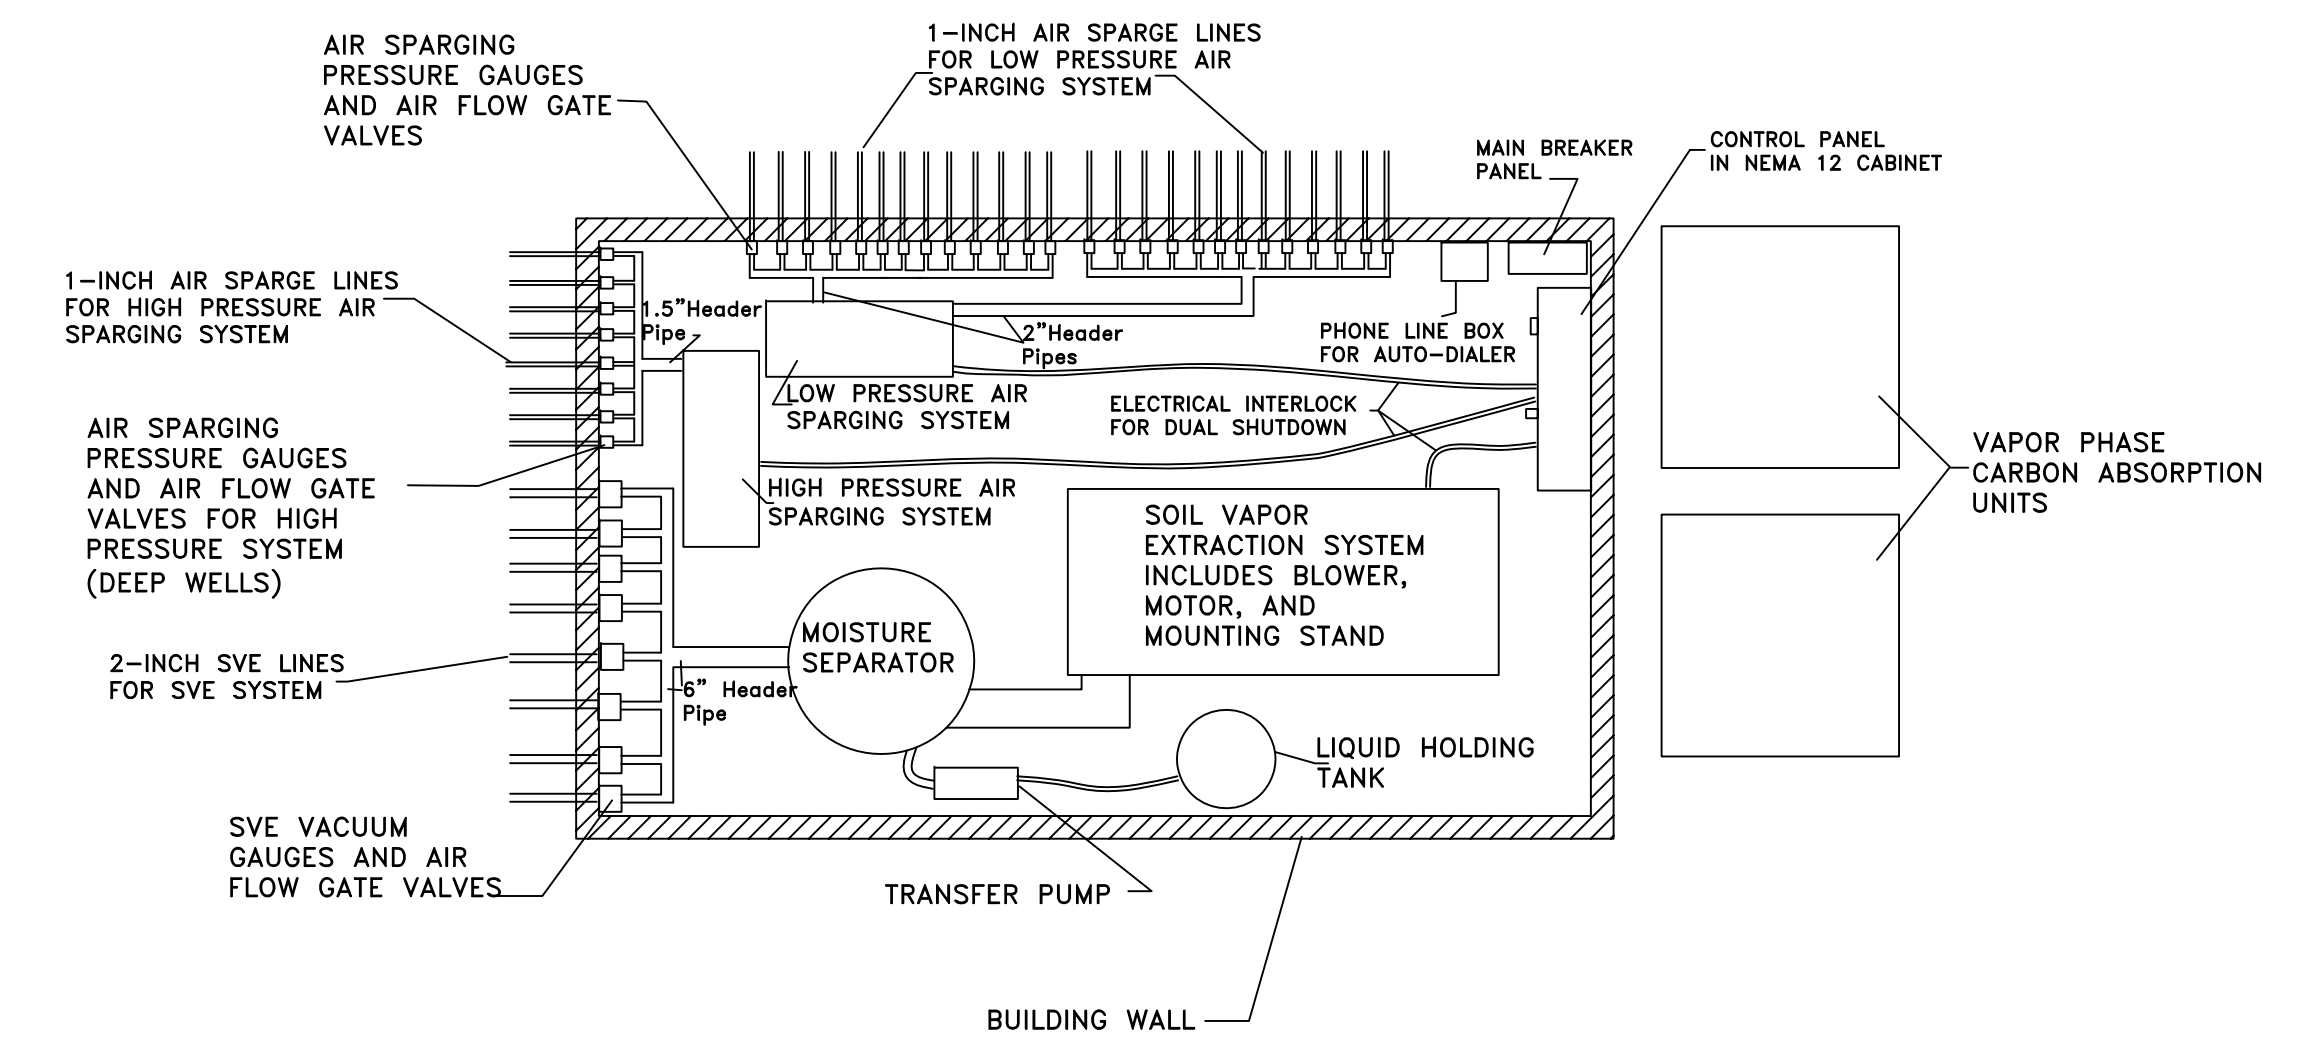 AIR SPARGING
PRESSURE GAUGES
AND AIR FLOW GATE
VALVES
1-INCH AIR SPARGE LINES
FOR LOW PRESSURE AIR
SPARGING SYSTEM
MAIN BREAKER
PANEL
CONTROL PANEL
IN NEMA 12 CABINET
1-INCH AIR SPARGE LINES
FOR HIGH PRESSURE AIR
SPARGING SYSTEM
1.5"Header
Pipe
2"Header
Pipes
PHONE LINE BOX
FOR AUTO-DIALER
LOW PRESSURE AIR
SPARGING SYSTEM
ELECTRICAL INTERLOCK
FOR DUAL SHUTDOWN
AIR SPARGING
PRESSURE GAUGES
AND AIR FLOW GATE
VALVES FOR HIGH
PRESSURE SYSTEM
(DEEP WELLS)
VAPOR PHASE
CARBON ABSORPTION
UNITS
HIGH PRESSURE AIR
SPARGING SYSTEM
SOIL VAPOR
EXTRACTION SYSTEM
INCLUDES BLOWER,
MOTOR, AND
MOUNTING STAND
MOISTURE
SEPARATOR
2-INCH SVE LINES
FOR SVE SYSTEM
6" Header
Pipe
LIQUID HOLDING
TANK
SVE VACUUM
GAUGES AND AIR
FLOW GATE VALVES
TRANSFER PUMP
BUILDING WALL